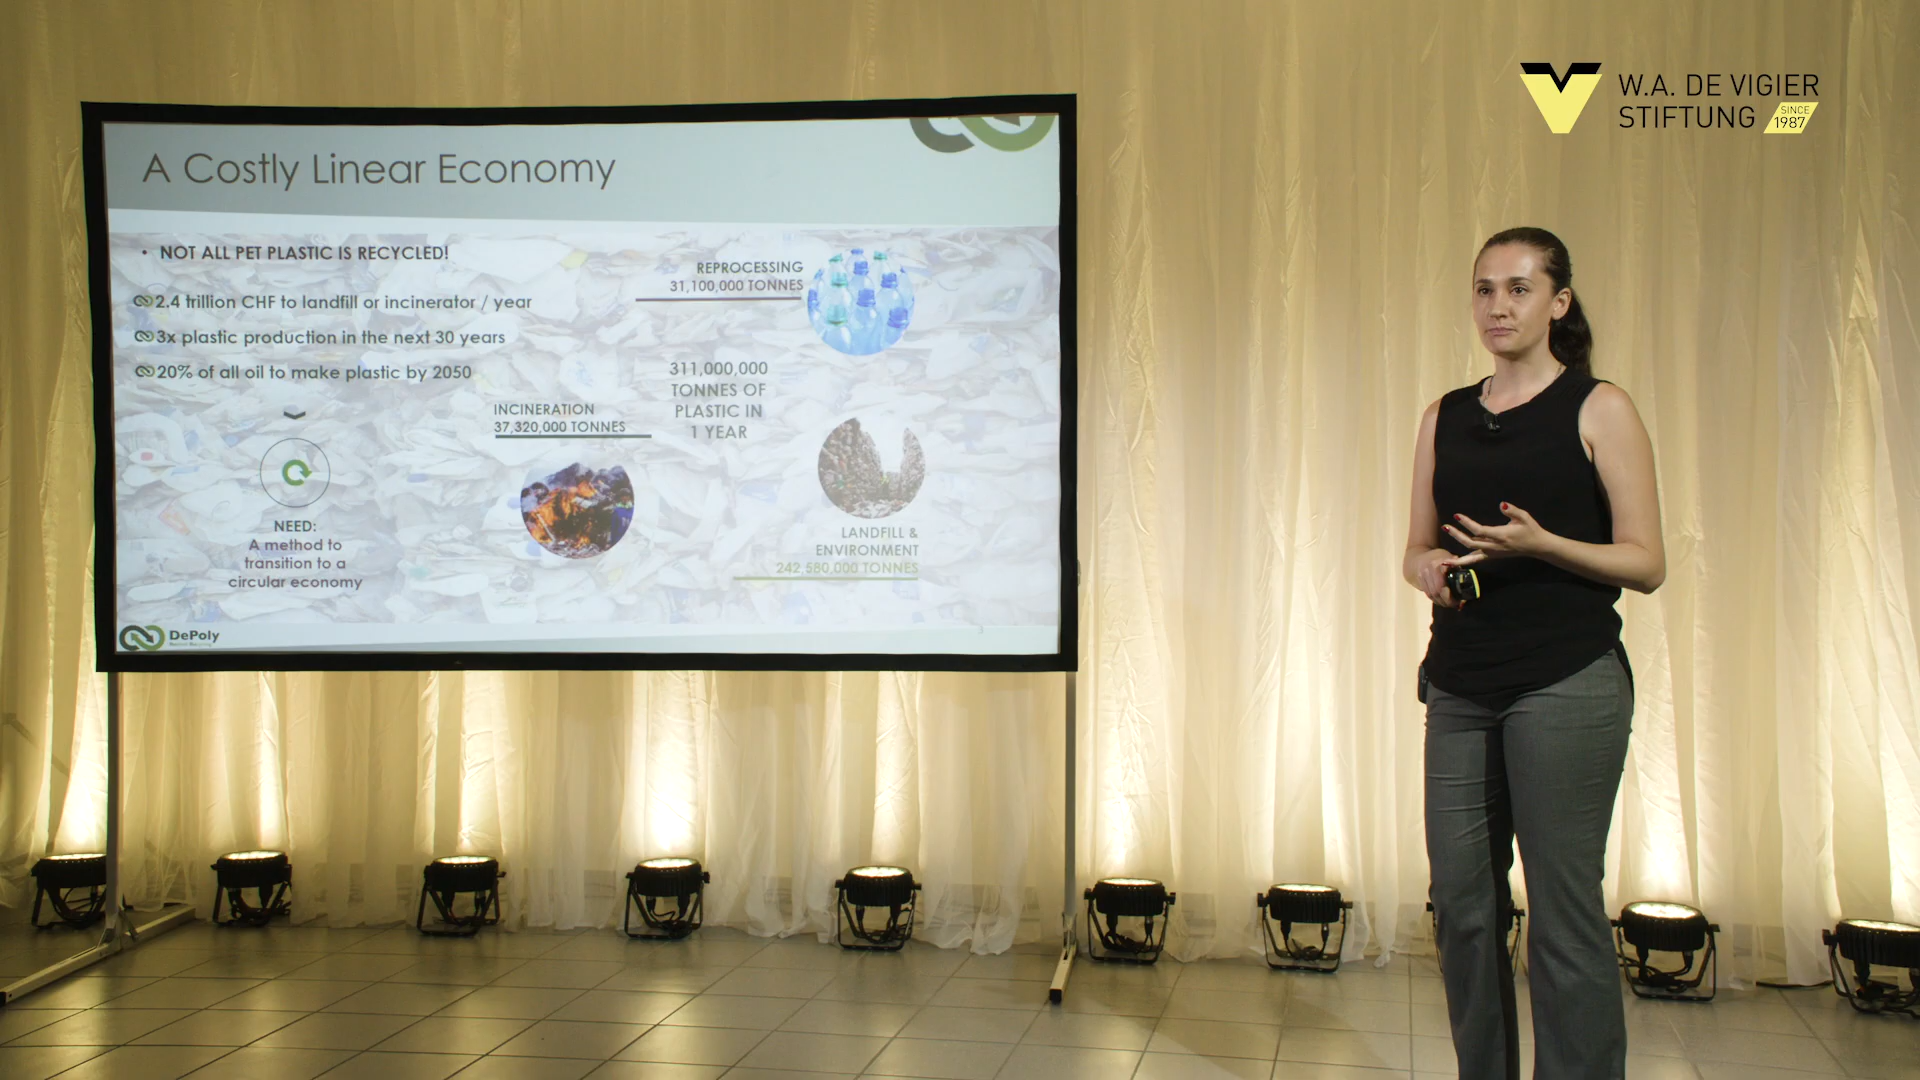 W.A. DE VIGIER
STIFTUNG
SINCE
1987
A Costly Linear Economy
• NOT ALL PET PLASTIC IS RECYCLED!
2.4 trillion CHF to landfill or incinerator / year
3x plastic production in the next 30 years
20% of all oil to make plastic by 2050
NEED:
A method to
transition to a
circular economy
REPROCESSING
31,100,000 TONNES
311,000,000
TONNES OF
PLASTIC IN
1 YEAR
INCINERATION
37,320,000 TONNES
LANDFILL &
ENVIRONMENT
242,580,000 TONNES
DePoly